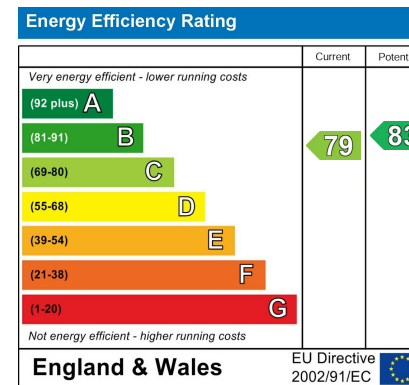 Energy Efficiency Rating
Current Potent
Very energy efficient - lower running costs
(92 plus) A
(81-91) B
(69-80) C
(55-68) D
(39-54) E
(21-38) F
(1-20) G
79
83
Not energy efficient - higher running costs
England & Wales
EU Directive
2002/91/EC